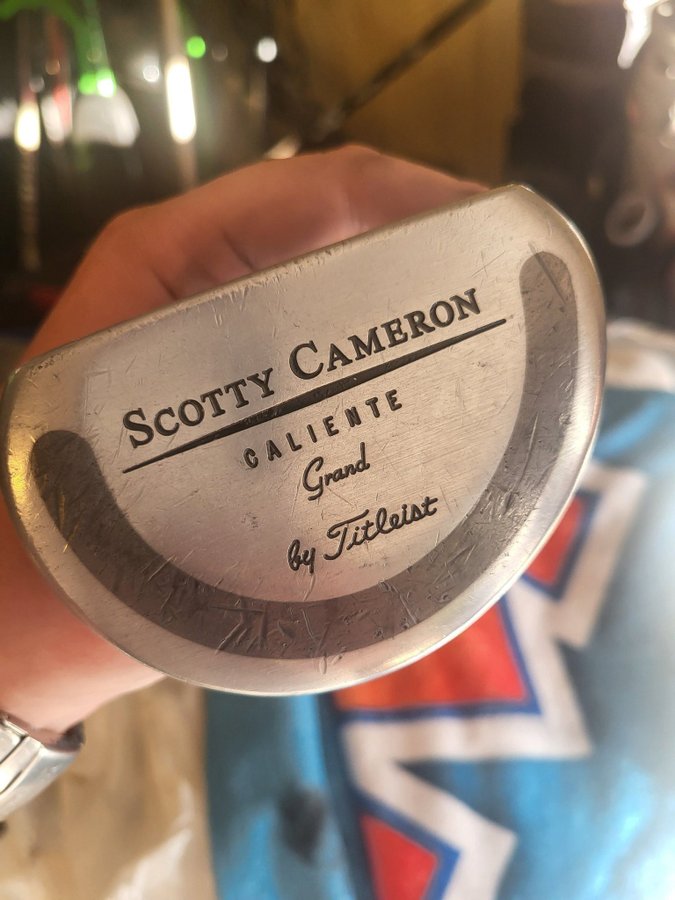 SCOTTY CAMERON
CALIENTE
Grand
by Titleist